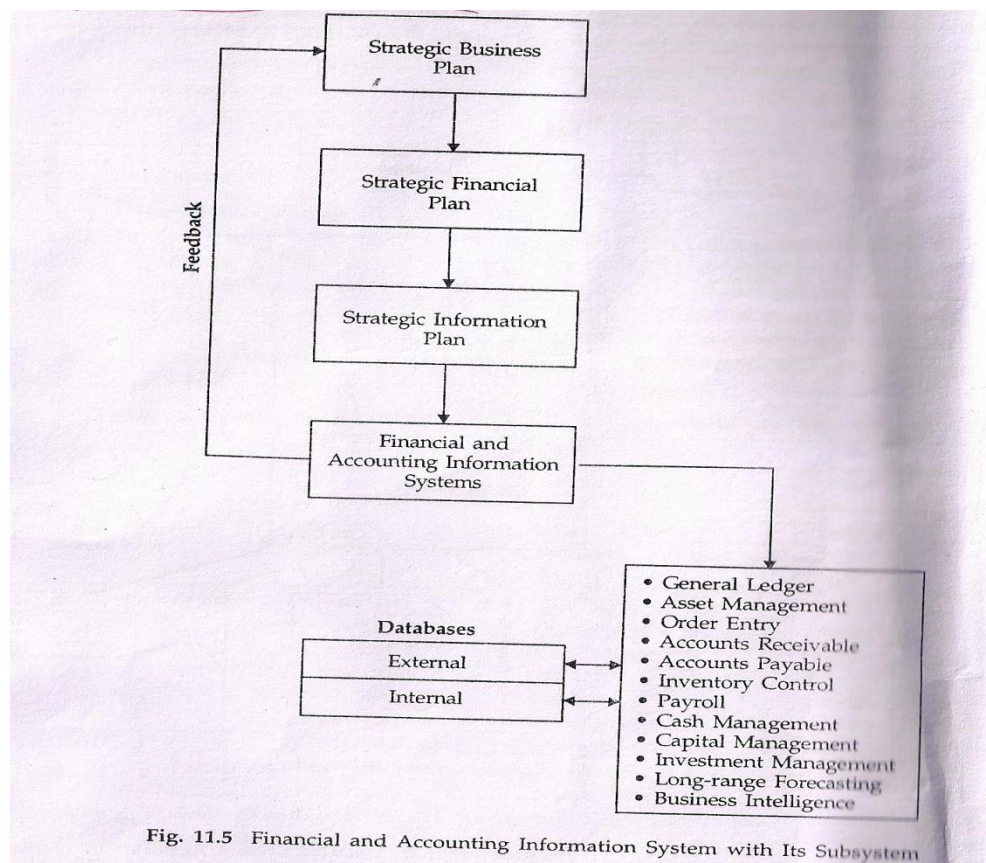 Strategic Business
Plan
Strategic Financial
Plan
Feedback
Strategic Information
Plan
Financial and
Accounting Information
Systems
Databases
External
Internal
• General Ledger
• Asset Management
• Order Entry
• Accounts Receivable
• Accounts Payable
• Inventory Control
• Payroll
• Cash Management
• Capital Management
• Investment Management
• Long-range Forecasting
• Business Intelligence
Fig. 11.5 Financial and Accounting Information System with Its Subsystem